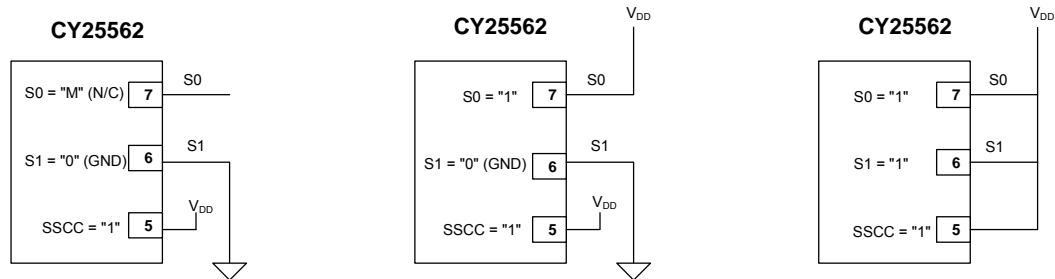 CY25562
S0 = "M" (N/C) 7 S0
S1 = "0" (GND) 6 S1
SSCC = "1" 5 VDD
CY25562
VDD
S0 = "1" 7 S0
S1 = "0" (GND) 6 S1
SSCC = "1" 5 VDD
CY25562
VDD
S0 = "1" 7 S0
S1 = "1" 6 S1
SSCC = "1" 5